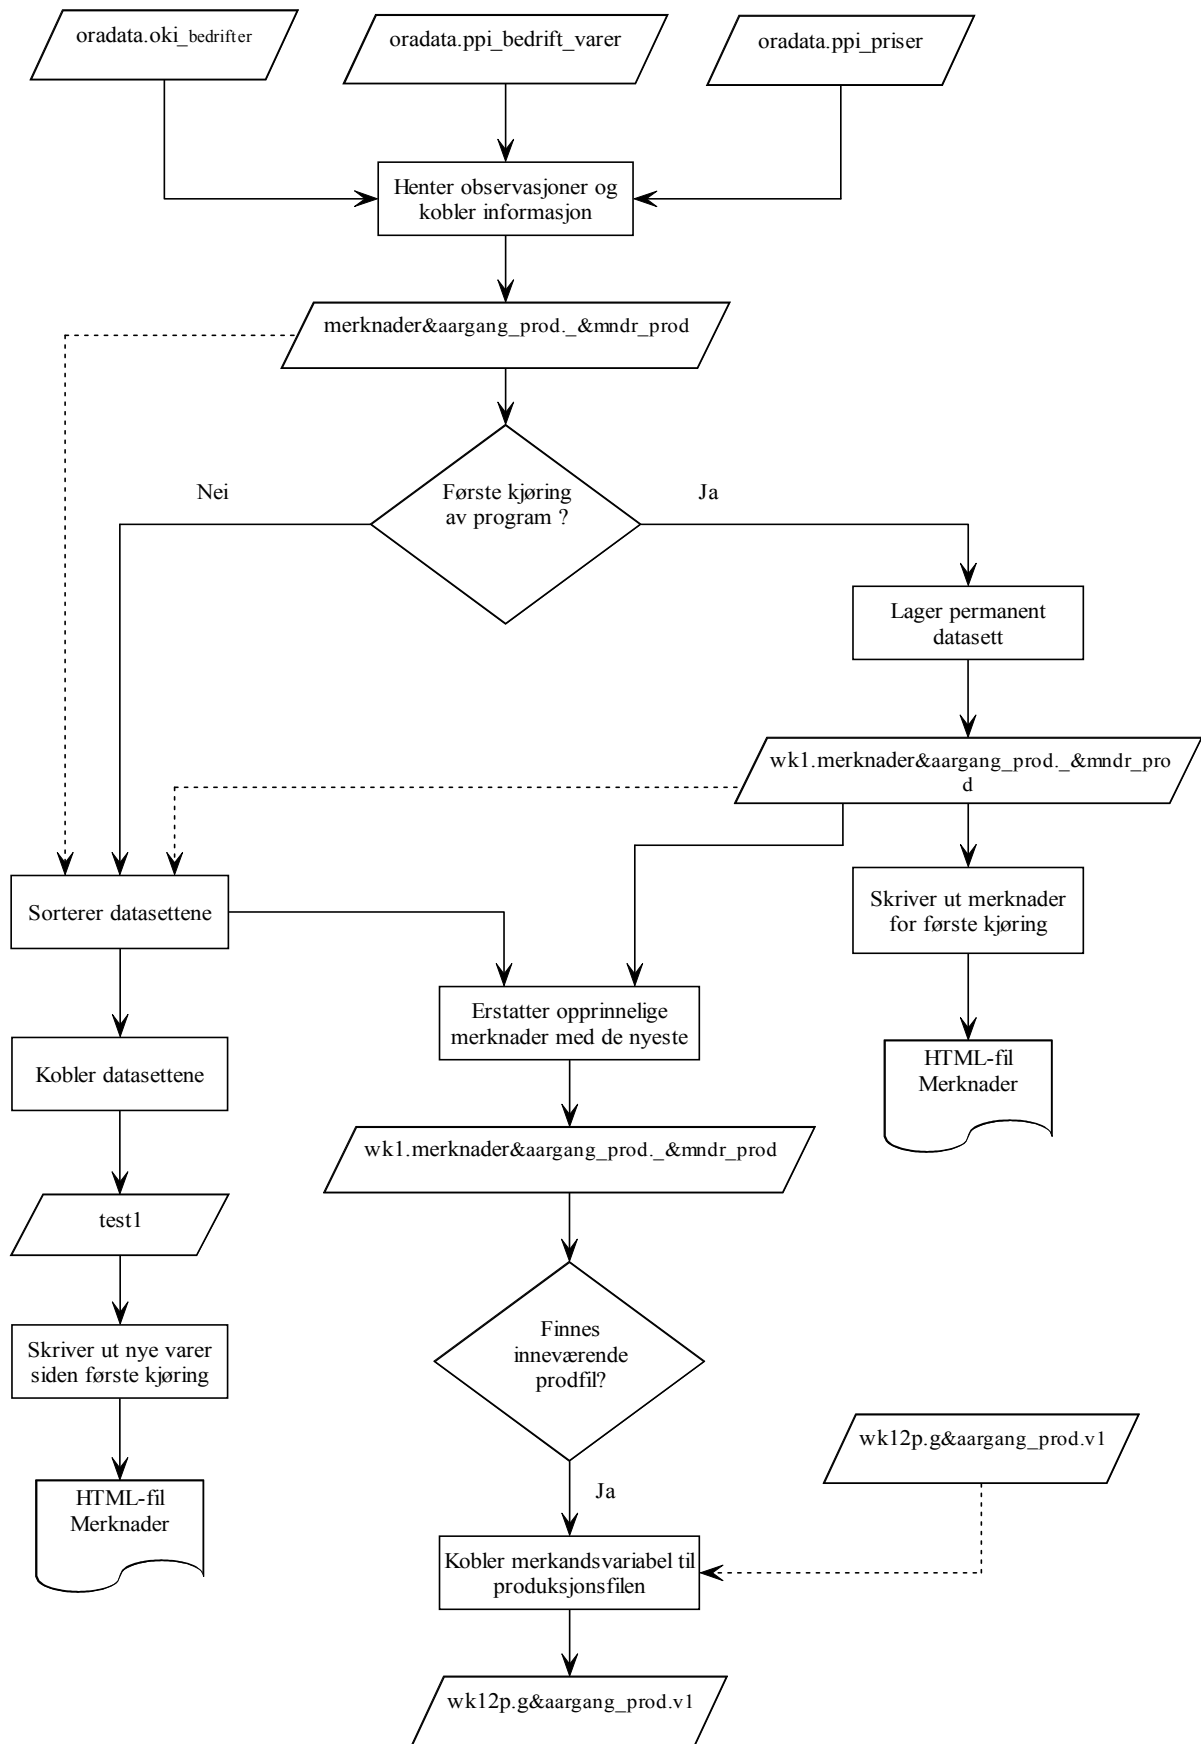 oradata.oki_bedrifter
oradata.ppi_bedrift_varer
oradata.ppi_priser
Henter observasjoner og
kobler informasjon
merknader&aargang_prod._&mndr_prod
Nei
Første kjøring
av program ?
Ja
Lager permanent
datasett
wk1.merknader&aargang_prod._&mndr_pro
d
Sorterer datasettene
Skriver ut merknader
for første kjøring
Erstatter opprinnelige
merknader med de nyeste
Kobler datasettene
HTML-fil
Merknader
wk1.merknader&aargang_prod._&mndr_prod
test1
Skriver ut nye varer
siden første kjøring
Finnes
inneværende
prodfil?
wk12p.g&aargang_prod.v1
HTML-fil
Merknader
Ja
Kobler merkandsvariabel til
produksjonsfilen
wk12p.g&aargang_prod.v1